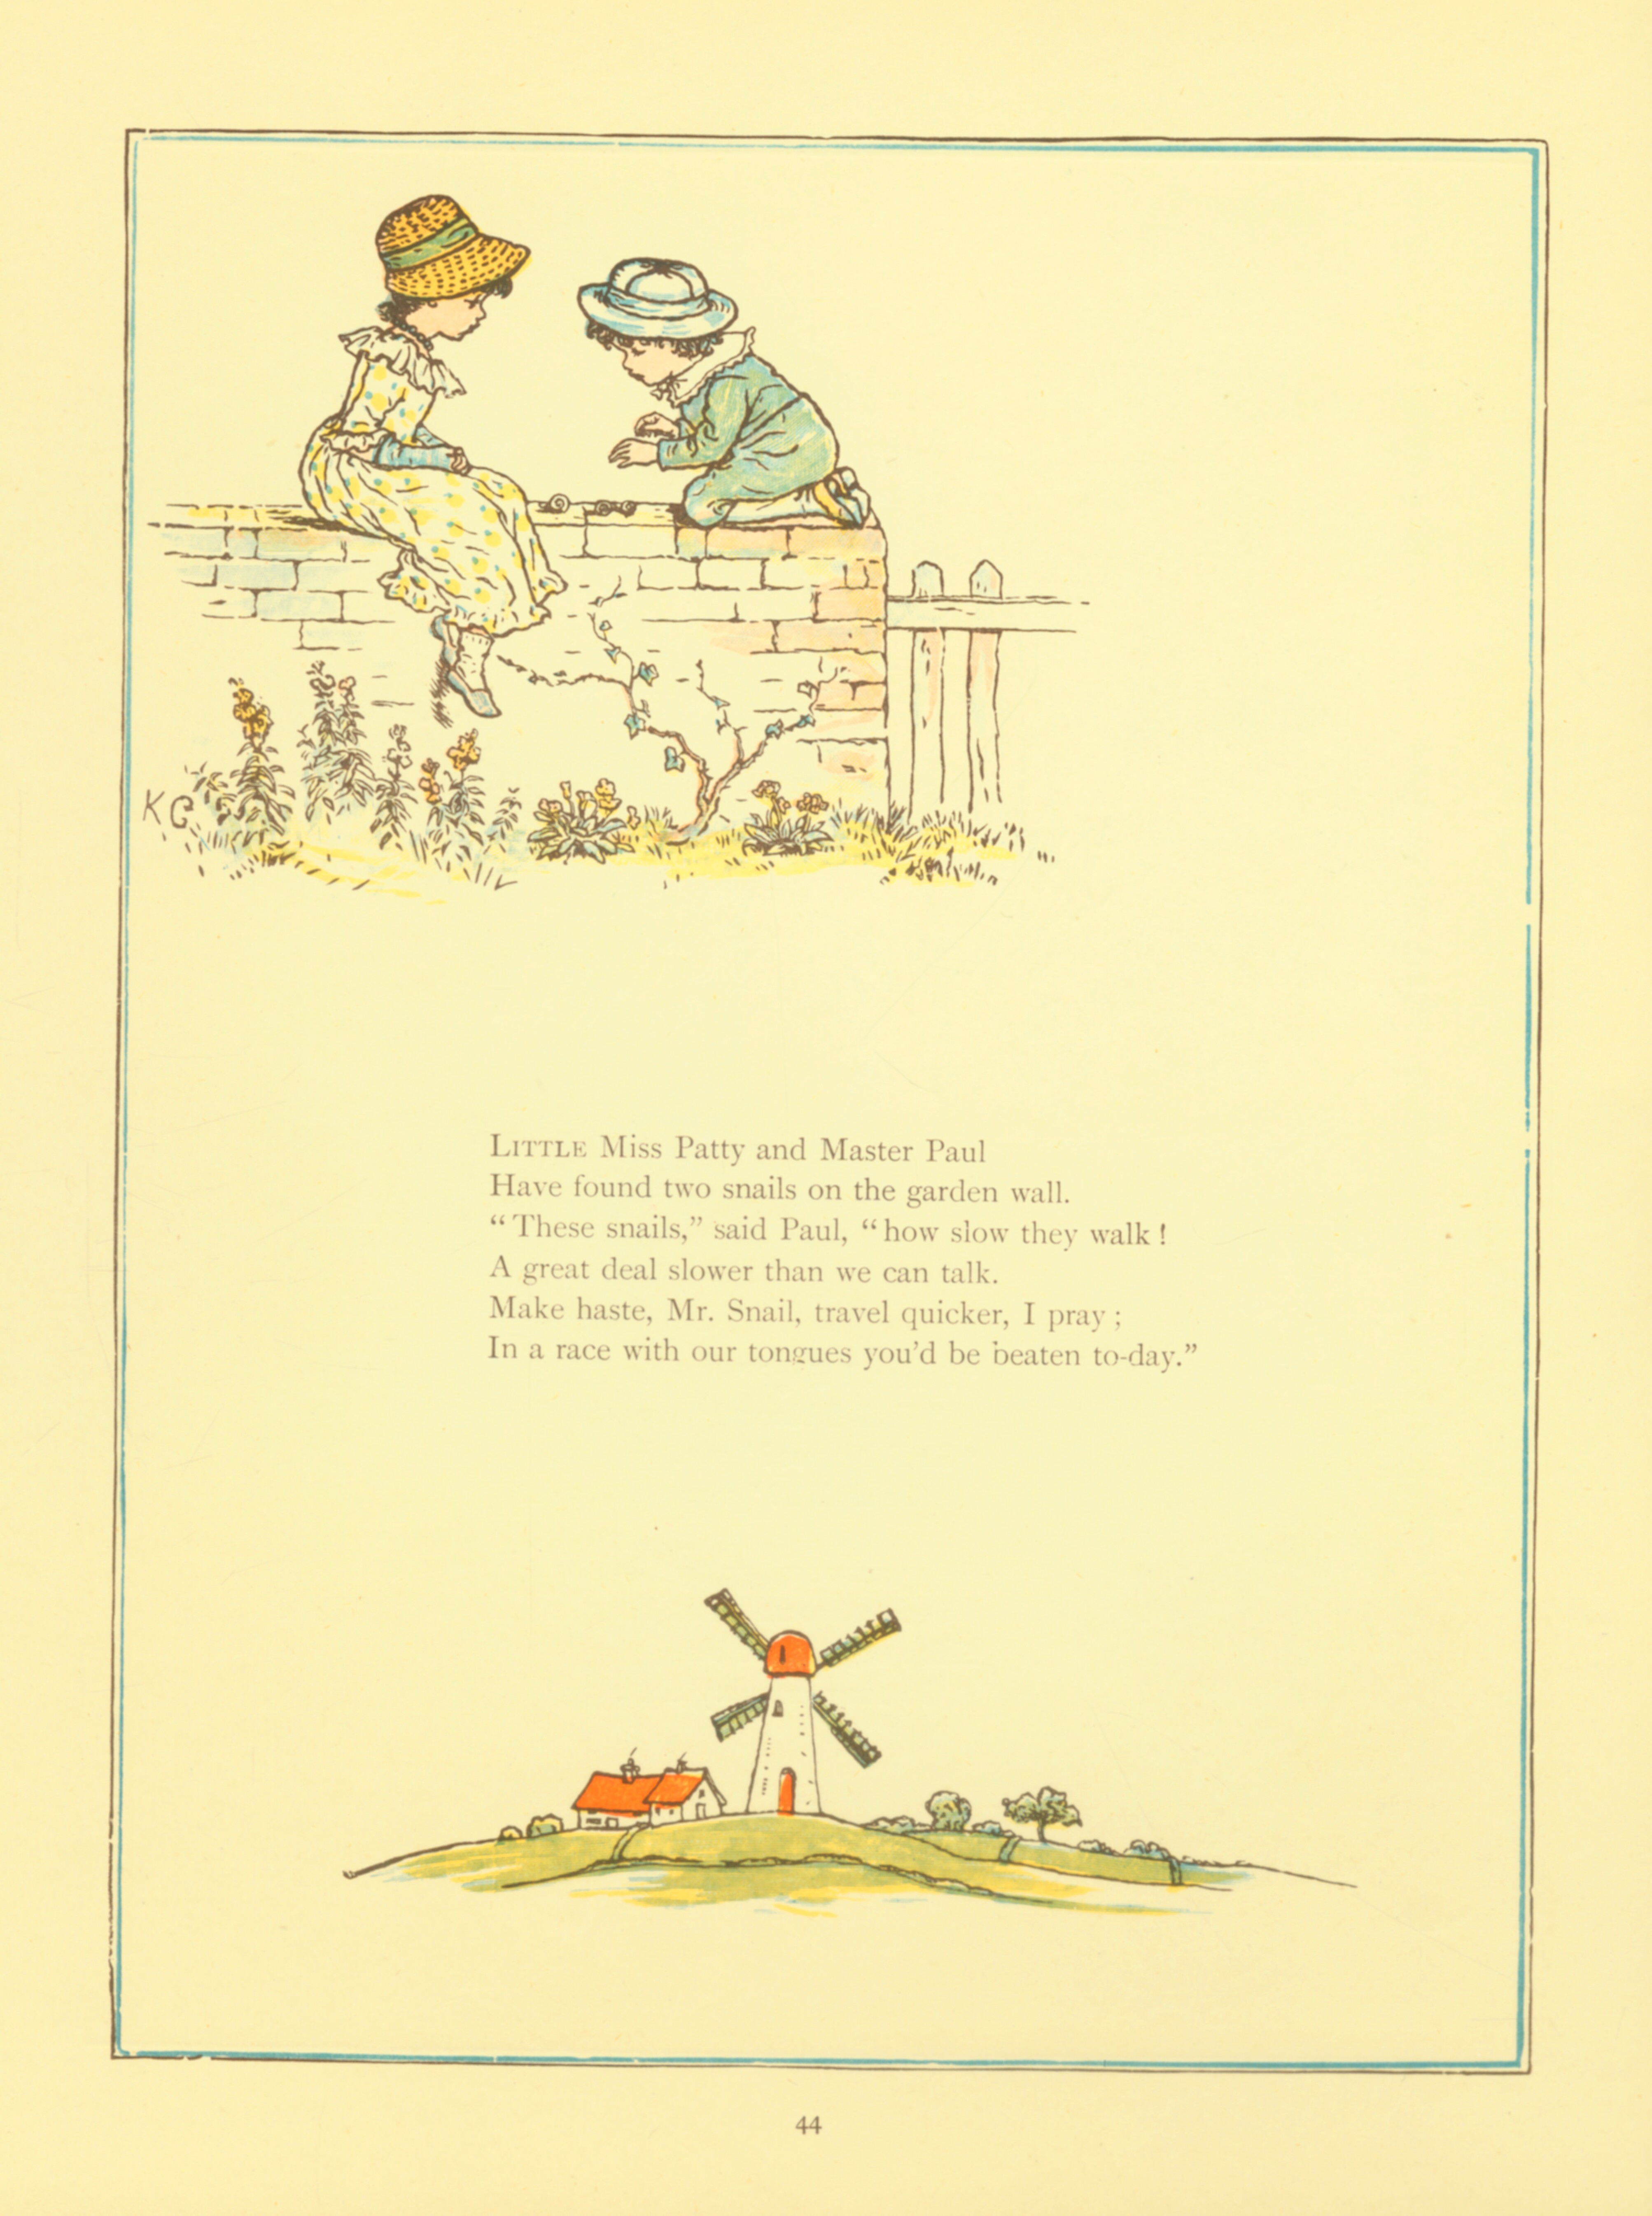 K G
LITTLE Miss Patty and Master Paul
Have found two snails on the garden wall.
“These snails,” said Paul, “how slow they walk!
A great deal slower than we can talk.
Make haste, Mr. Snail, travel quicker, I pray;
In a race with our tongues you’d be beaten to-day.”
44